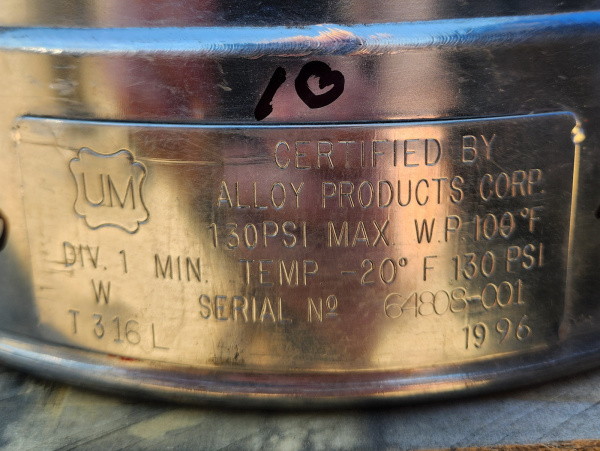 10
CERTIFIED BY
UM
ALLOY PRODUCTS CORP.
130PSI MAX. W.P. 100°F
DIV. 1 MIN. TEMP -20° F 130 PSI
W SERIAL Nº 64808-001
T316L 1996